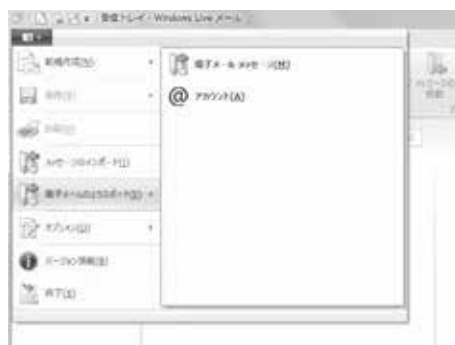 受信トレイ - Windows Live メール
新規作成(N)
保存(S)
印刷(P)
メッセージのインポート(I)
電子メールのエクスポート(E)
オプション(O)
バージョン情報(B)
終了(X)
電子メール メッセージ(M)
アカウント(A)